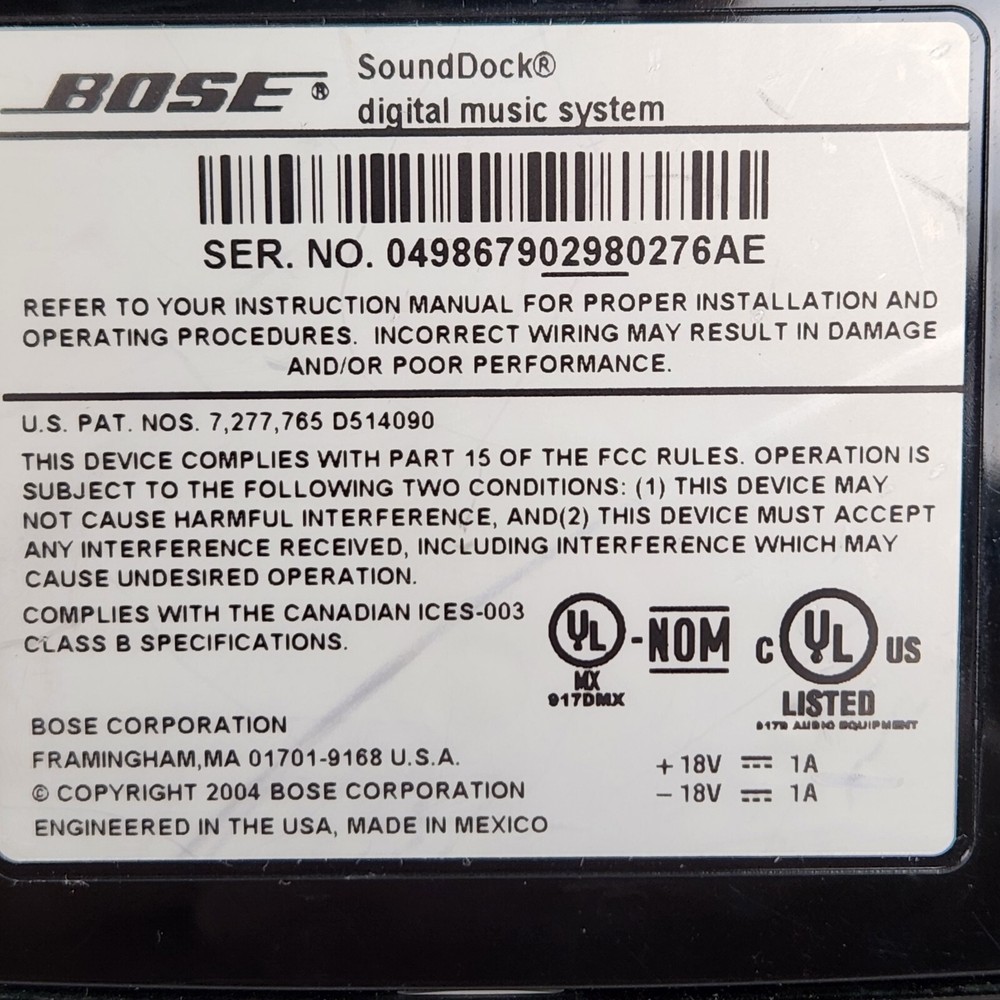 BOSE®
SoundDock®
digital music system
SER. NO. 049867902980276AE
REFER TO YOUR INSTRUCTION MANUAL FOR PROPER INSTALLATION AND
OPERATING PROCEDURES. INCORRECT WIRING MAY RESULT IN DAMAGE
AND/OR POOR PERFORMANCE.
U.S. PAT. NOS. 7,277,765 D514090
THIS DEVICE COMPLIES WITH PART 15 OF THE FCC RULES. OPERATION IS
SUBJECT TO THE FOLLOWING TWO CONDITIONS: (1) THIS DEVICE MAY
NOT CAUSE HARMFUL INTERFERENCE, AND(2) THIS DEVICE MUST ACCEPT
ANY INTERFERENCE RECEIVED, INCLUDING INTERFERENCE WHICH MAY
CAUSE UNDESIRED OPERATION.
COMPLIES WITH THE CANADIAN ICES-003
CLASS B SPECIFICATIONS.
UL-NOM
MX
917DMX
C UL US
LISTED
AUDIO EQUIPMENT
BOSE CORPORATION
FRAMINGHAM,MA 01701-9168 U.S.A.
© COPYRIGHT 2004 BOSE CORPORATION
ENGINEERED IN THE USA, MADE IN MEXICO
+ 18V ⎓ 1A
– 18V ⎓ 1A